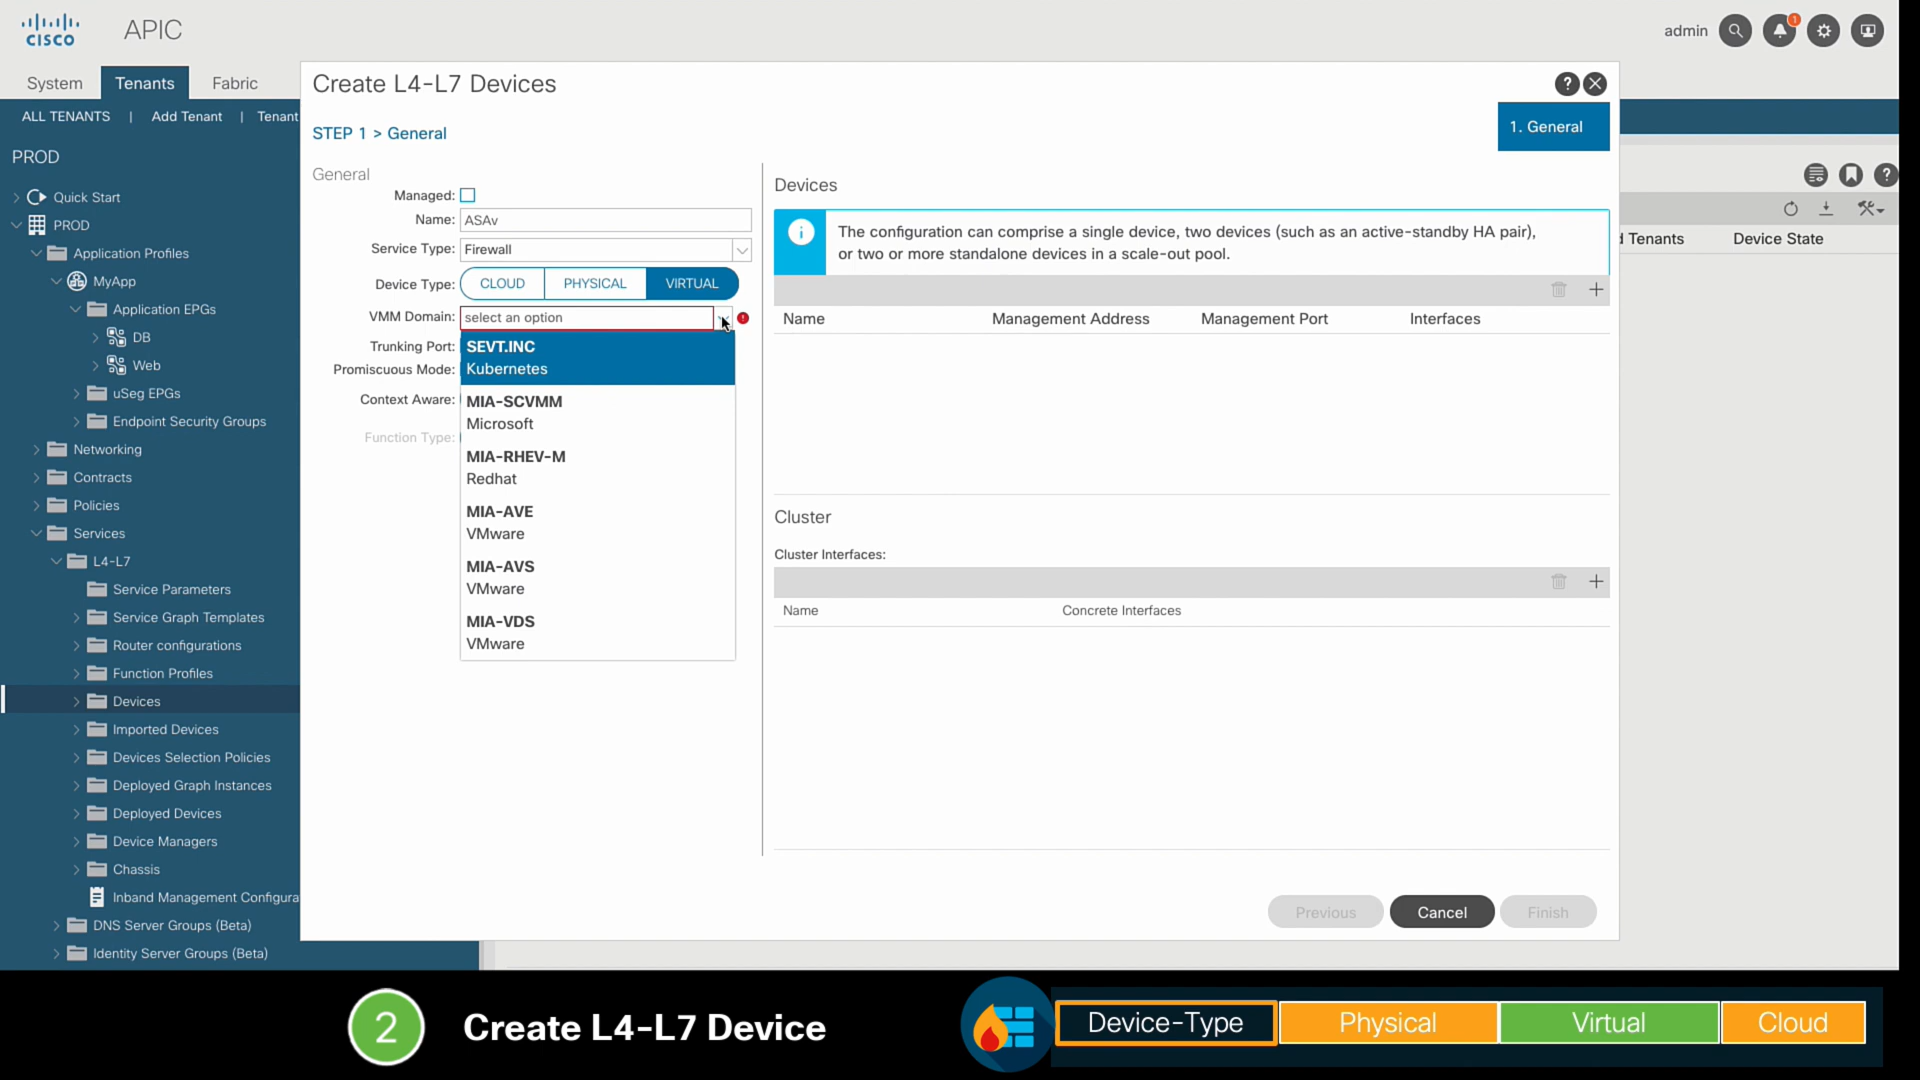 CISCO
APIC
admin
1
System
Tenants
Fabric
ALL TENANTS | Add Tenant | Tenant
PROD
Quick Start
PROD
Application Profiles
MyApp
Application EPGs
DB
Web
uSeg EPGs
Endpoint Security Groups
Networking
Contracts
Policies
Services
L4-L7
Service Parameters
Service Graph Templates
Router configurations
Function Profiles
Devices
Imported Devices
Devices Selection Policies
Deployed Graph Instances
Deployed Devices
Device Managers
Chassis
Inband Management Configura
DNS Server Groups (Beta)
Identity Server Groups (Beta)
Create L4-L7 Devices
STEP 1 > General
1. General
General
Managed:
Name: ASAv
Service Type: Firewall
Device Type: CLOUD PHYSICAL VIRTUAL
VMM Domain: select an option
Trunking Port:
Promiscuous Mode:
Context Aware:
Function Type:
SEVT.INC
Kubernetes
MIA-SCVMM
Microsoft
MIA-RHEV-M
Redhat
MIA-AVE
VMware
MIA-AVS
VMware
MIA-VDS
VMware
Devices
The configuration can comprise a single device, two devices (such as an active-standby HA pair),
or two or more standalone devices in a scale-out pool.
Name Management Address Management Port Interfaces
Cluster
Cluster Interfaces:
Name Concrete Interfaces
Previous Cancel Finish
Tenants Device State
2 Create L4-L7 Device
Device-Type Physical Virtual Cloud